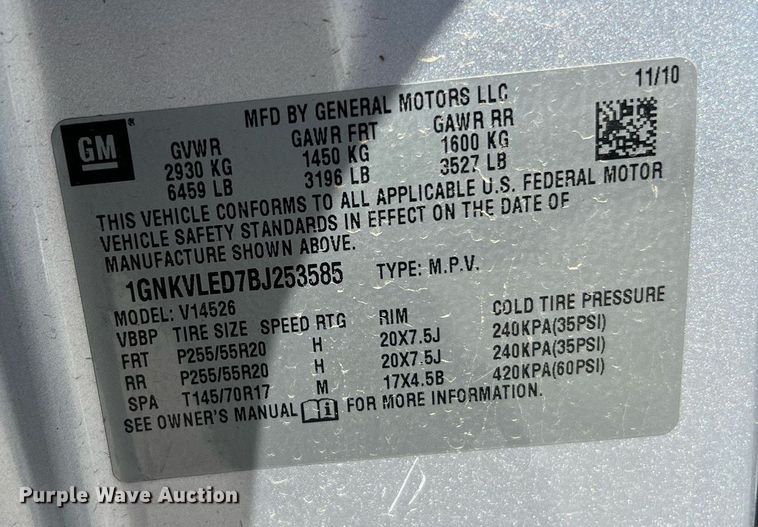 11/10
MFD BY GENERAL MOTORS LLC
GM
GVWR GAWR FRT GAWR RR
2930 KG 1450 KG 1600 KG
6459 LB 3196 LB 3527 LB
THIS VEHICLE CONFORMS TO ALL APPLICABLE U.S. FEDERAL MOTOR
VEHICLE SAFETY STANDARDS IN EFFECT ON THE DATE OF
MANUFACTURE SHOWN ABOVE.
1GNKVLED7BJ253585 TYPE: M.P.V.
MODEL: V14526
VBBP TIRE SIZE SPEED RTG RIM COLD TIRE PRESSURE
FRT P255/55R20 H 20X7.5J 240KPA(35PSI)
RR P255/55R20 H 20X7.5J 240KPA(35PSI)
SPA T145/70R17 M 17X4.5B 420KPA(60PSI)
SEE OWNER'S MANUAL i FOR MORE INFORMATION.
Purple Wave Auction